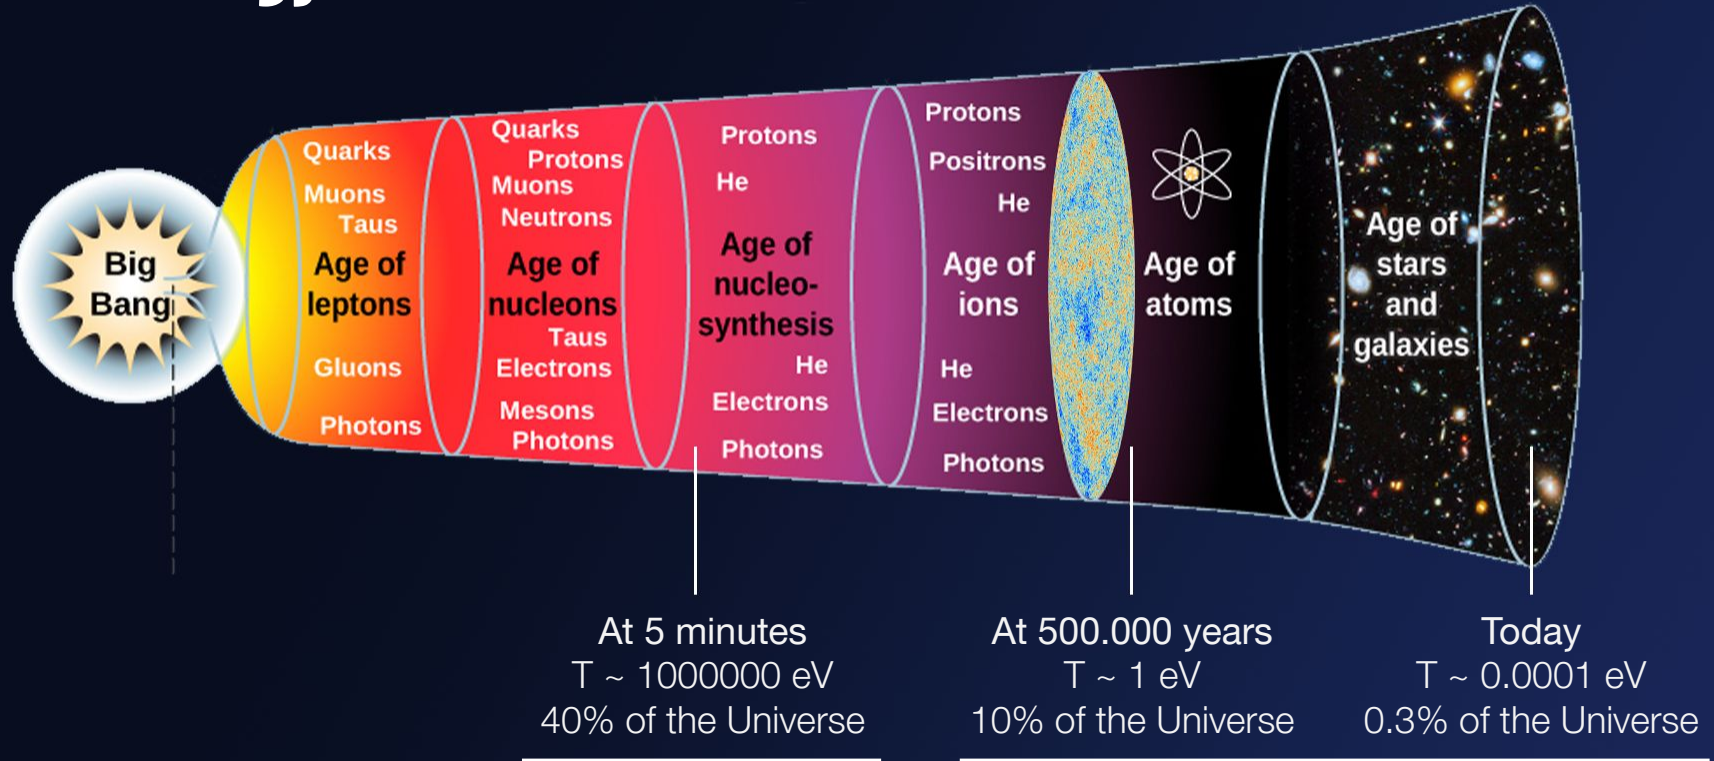 Big
Bang
Quarks
Muons
Taus
Age of
leptons
Gluons
Photons
Quarks
Protons
Muons
Neutrons
Age of
nucleons
Taus
Electrons
Mesons
Photons
Protons
He
Age of
nucleo-
synthesis
He
Electrons
Photons
Protons
Positrons
He
Age of
ions
He
Electrons
Photons
Age of
atoms
Age of
stars
and
galaxies
At 5 minutes
T ~ 1000000 eV
40% of the Universe
At 500.000 years
T ~ 1 eV
10% of the Universe
Today
T ~ 0.0001 eV
0.3% of the Universe